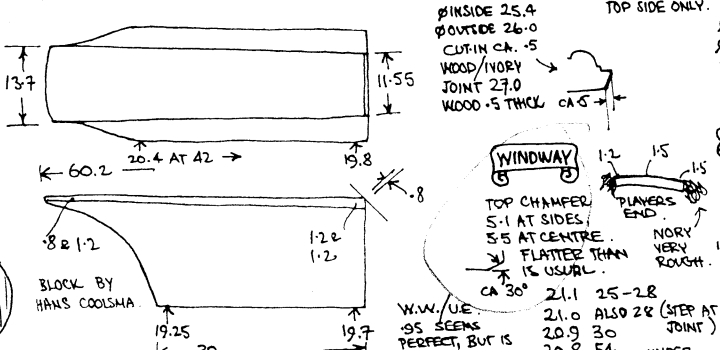 ØINSIDE 25.4
ØOUTSIDE 26.0
CUT-IN CA. .5
WOOD/IVORY
JOINT 27.0
WOOD .5 THICK
TOP SIDE ONLY.
CA .5
13.7
11.55
20.4 AT 42
19.8
60.2
.8
.8 & 1.2
1.2 &
1.2
BLOCK BY
HANS COOLSMA.
19.25
19.7
WINDWAY
TOP CHAMFER
5.1 AT SIDES.
5.5 AT CENTRE.
FLATTER THAN
IS USUAL.
CA 30°
1.2
1.5
1.5
PLAYERS
END.
VERY
ROUGH.
W.W. U.E.
.95 SEEMS
PERFECT, BUT IS
21.1 25-28
21.0 ALSO 28 (STEP AT
JOINT)
20.9 30